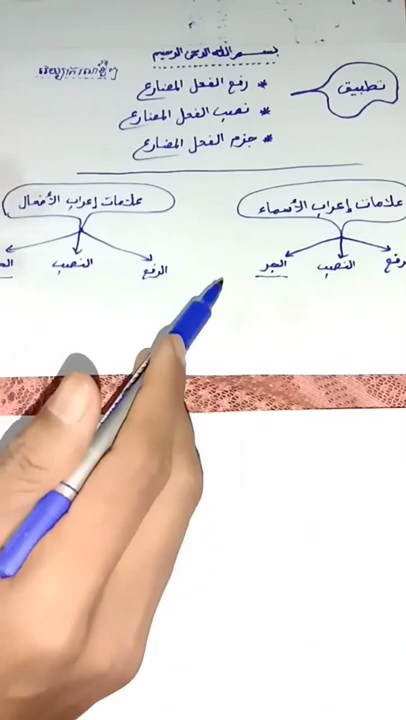 بسم الله الرحمن الرحيم
تطبيق
* رفع الفعل المضارع
* نصب الفعل المضارع
* جزم الفعل المضارع
علامات إعراب الأسماء
رفع النصب الجر
علامات إعراب الأفعال
الرفع النصب